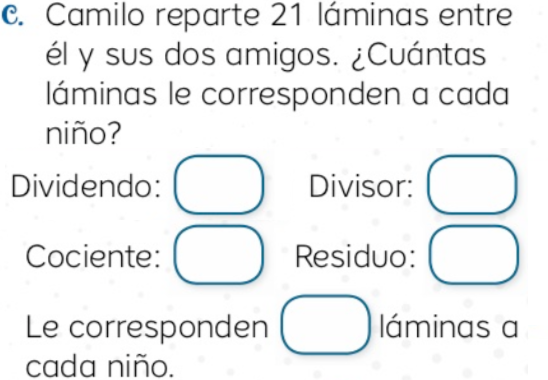 c. Camilo reparte 21 láminas entre
él y sus dos amigos. ¿Cuántas
láminas le corresponden a cada
niño?
Dividendo: Divisor:
Cociente: Residuo:
Le corresponden láminas a
cada niño.